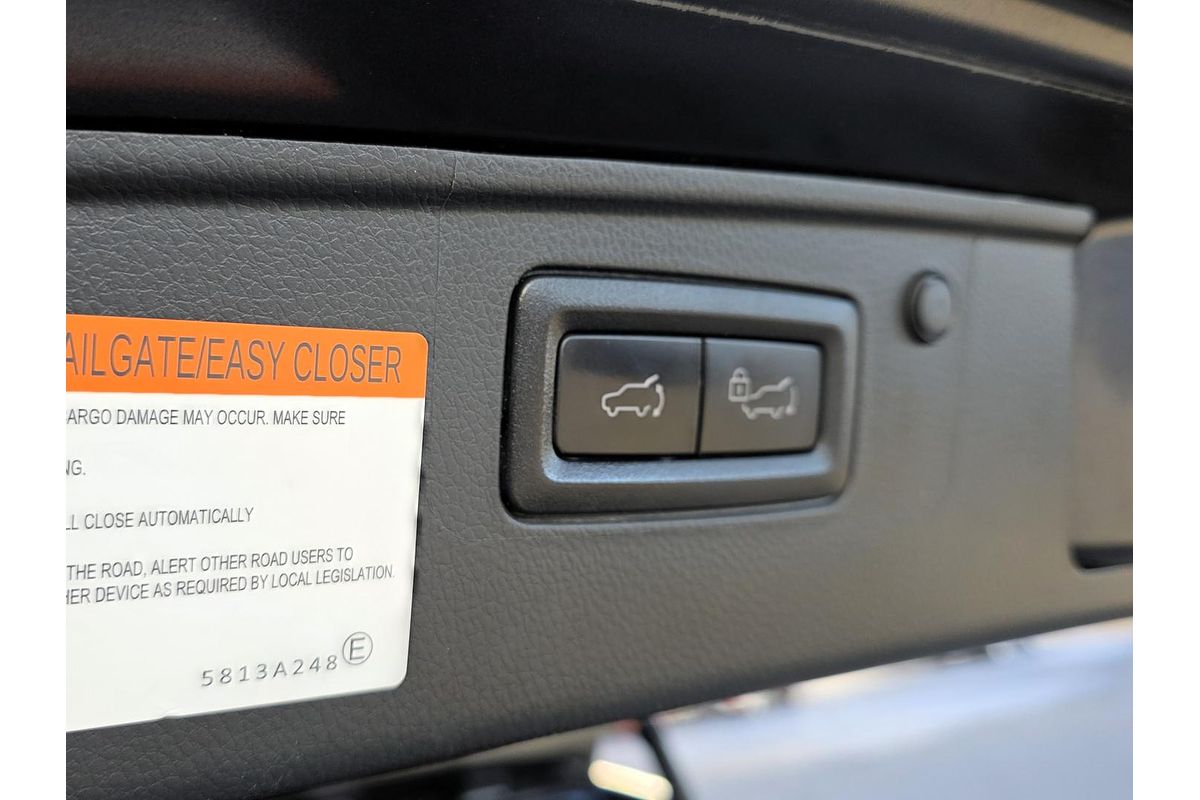 AILGATE/EASY CLOSER
ARGO DAMAGE MAY OCCUR. MAKE SURE
NG.
LL CLOSE AUTOMATICALLY
THE ROAD, ALERT OTHER ROAD USERS TO
HER DEVICE AS REQUIRED BY LOCAL LEGISLATION.
5813A248 E